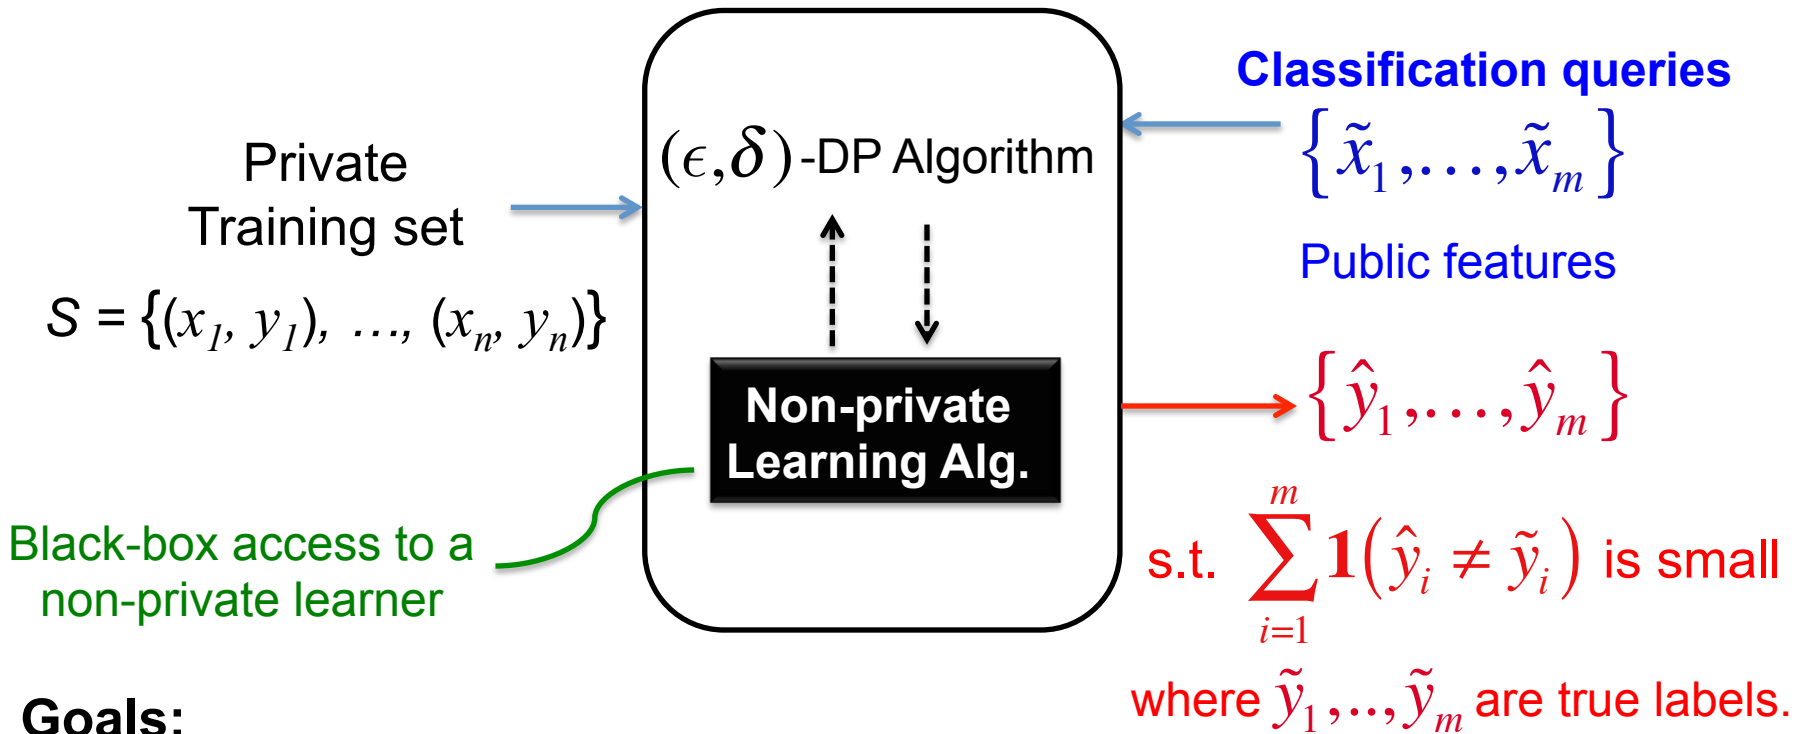 Private
Training set
S = {(x₁, y₁), …, (xₙ, yₙ)}
Black-box access to a
non-private learner
(ϵ,δ)-DP Algorithm
Non-private
Learning Alg.
Classification queries
{x̃₁,…,x̃ₘ}
Public features
{ŷ₁,…,ŷₘ}
s.t. ∑ᵢ₌₁ᵐ 1(ŷᵢ ≠ ỹᵢ) is small
where ỹ₁,..,ỹₘ are true labels.
Goals: